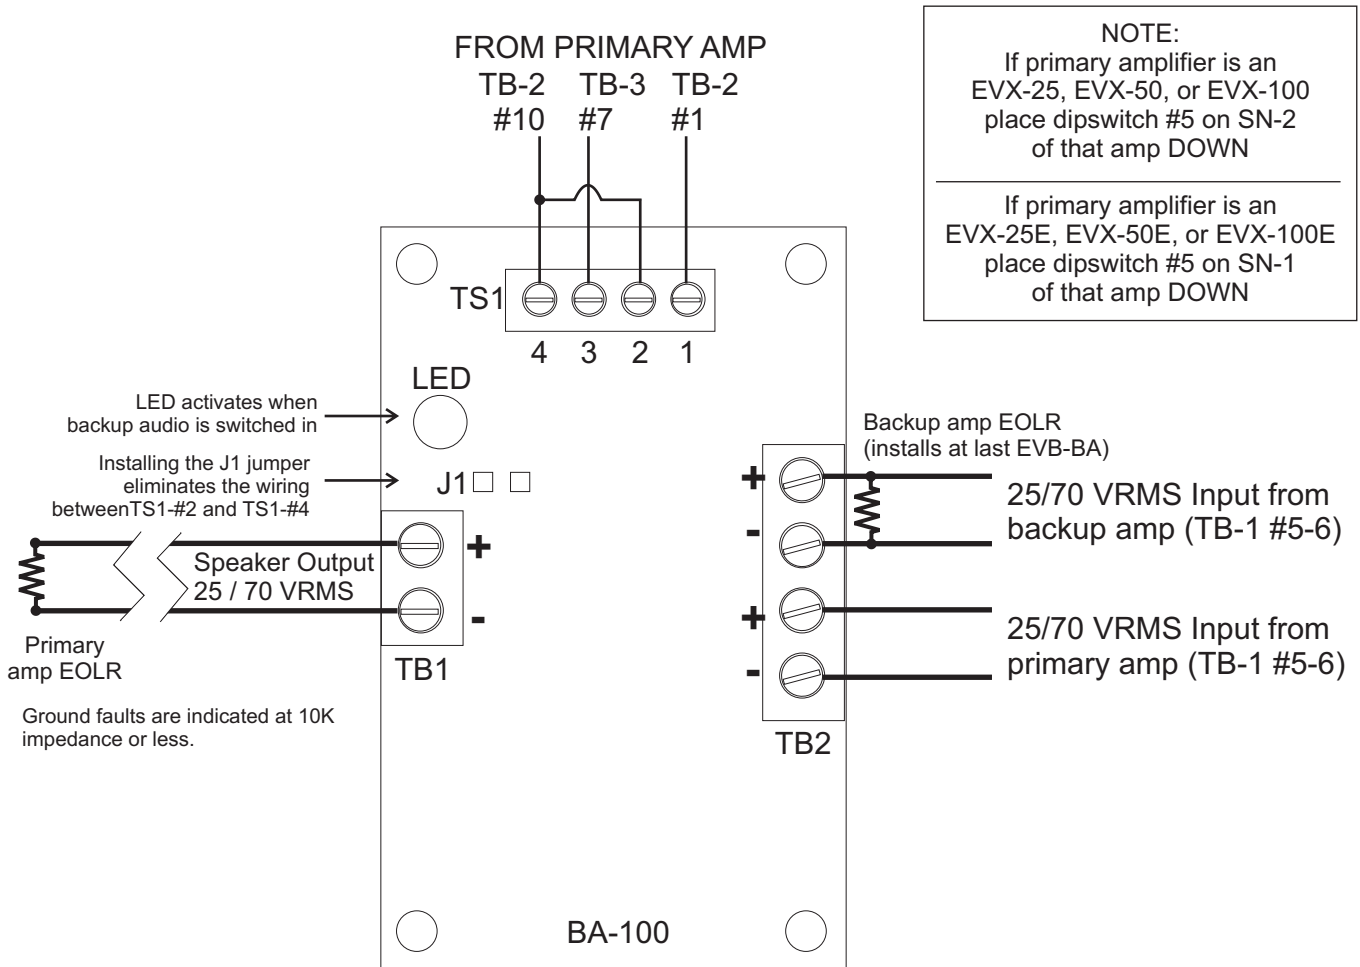 FROM PRIMARY AMP
TB-2 TB-3 TB-2
#10 #7 #1
NOTE:
If primary amplifier is an
EVX-25, EVX-50, or EVX-100
place dipswitch #5 on SN-2
of that amp DOWN
If primary amplifier is an
EVX-25E, EVX-50E, or EVX-100E
place dipswitch #5 on SN-1
of that amp DOWN
TS1
4 3 2 1
LED
LED activates when
backup audio is switched in
Installing the J1 jumper
eliminates the wiring
betweenTS1-#2 and TS1-#4
J1
Backup amp EOLR
(installs at last EVB-BA)
+
-
25/70 VRMS Input from
backup amp (TB-1 #5-6)
+
-
25/70 VRMS Input from
primary amp (TB-1 #5-6)
TB2
Speaker Output
25 / 70 VRMS
+
-
TB1
Primary
amp EOLR
Ground faults are indicated at 10K
impedance or less.
BA-100